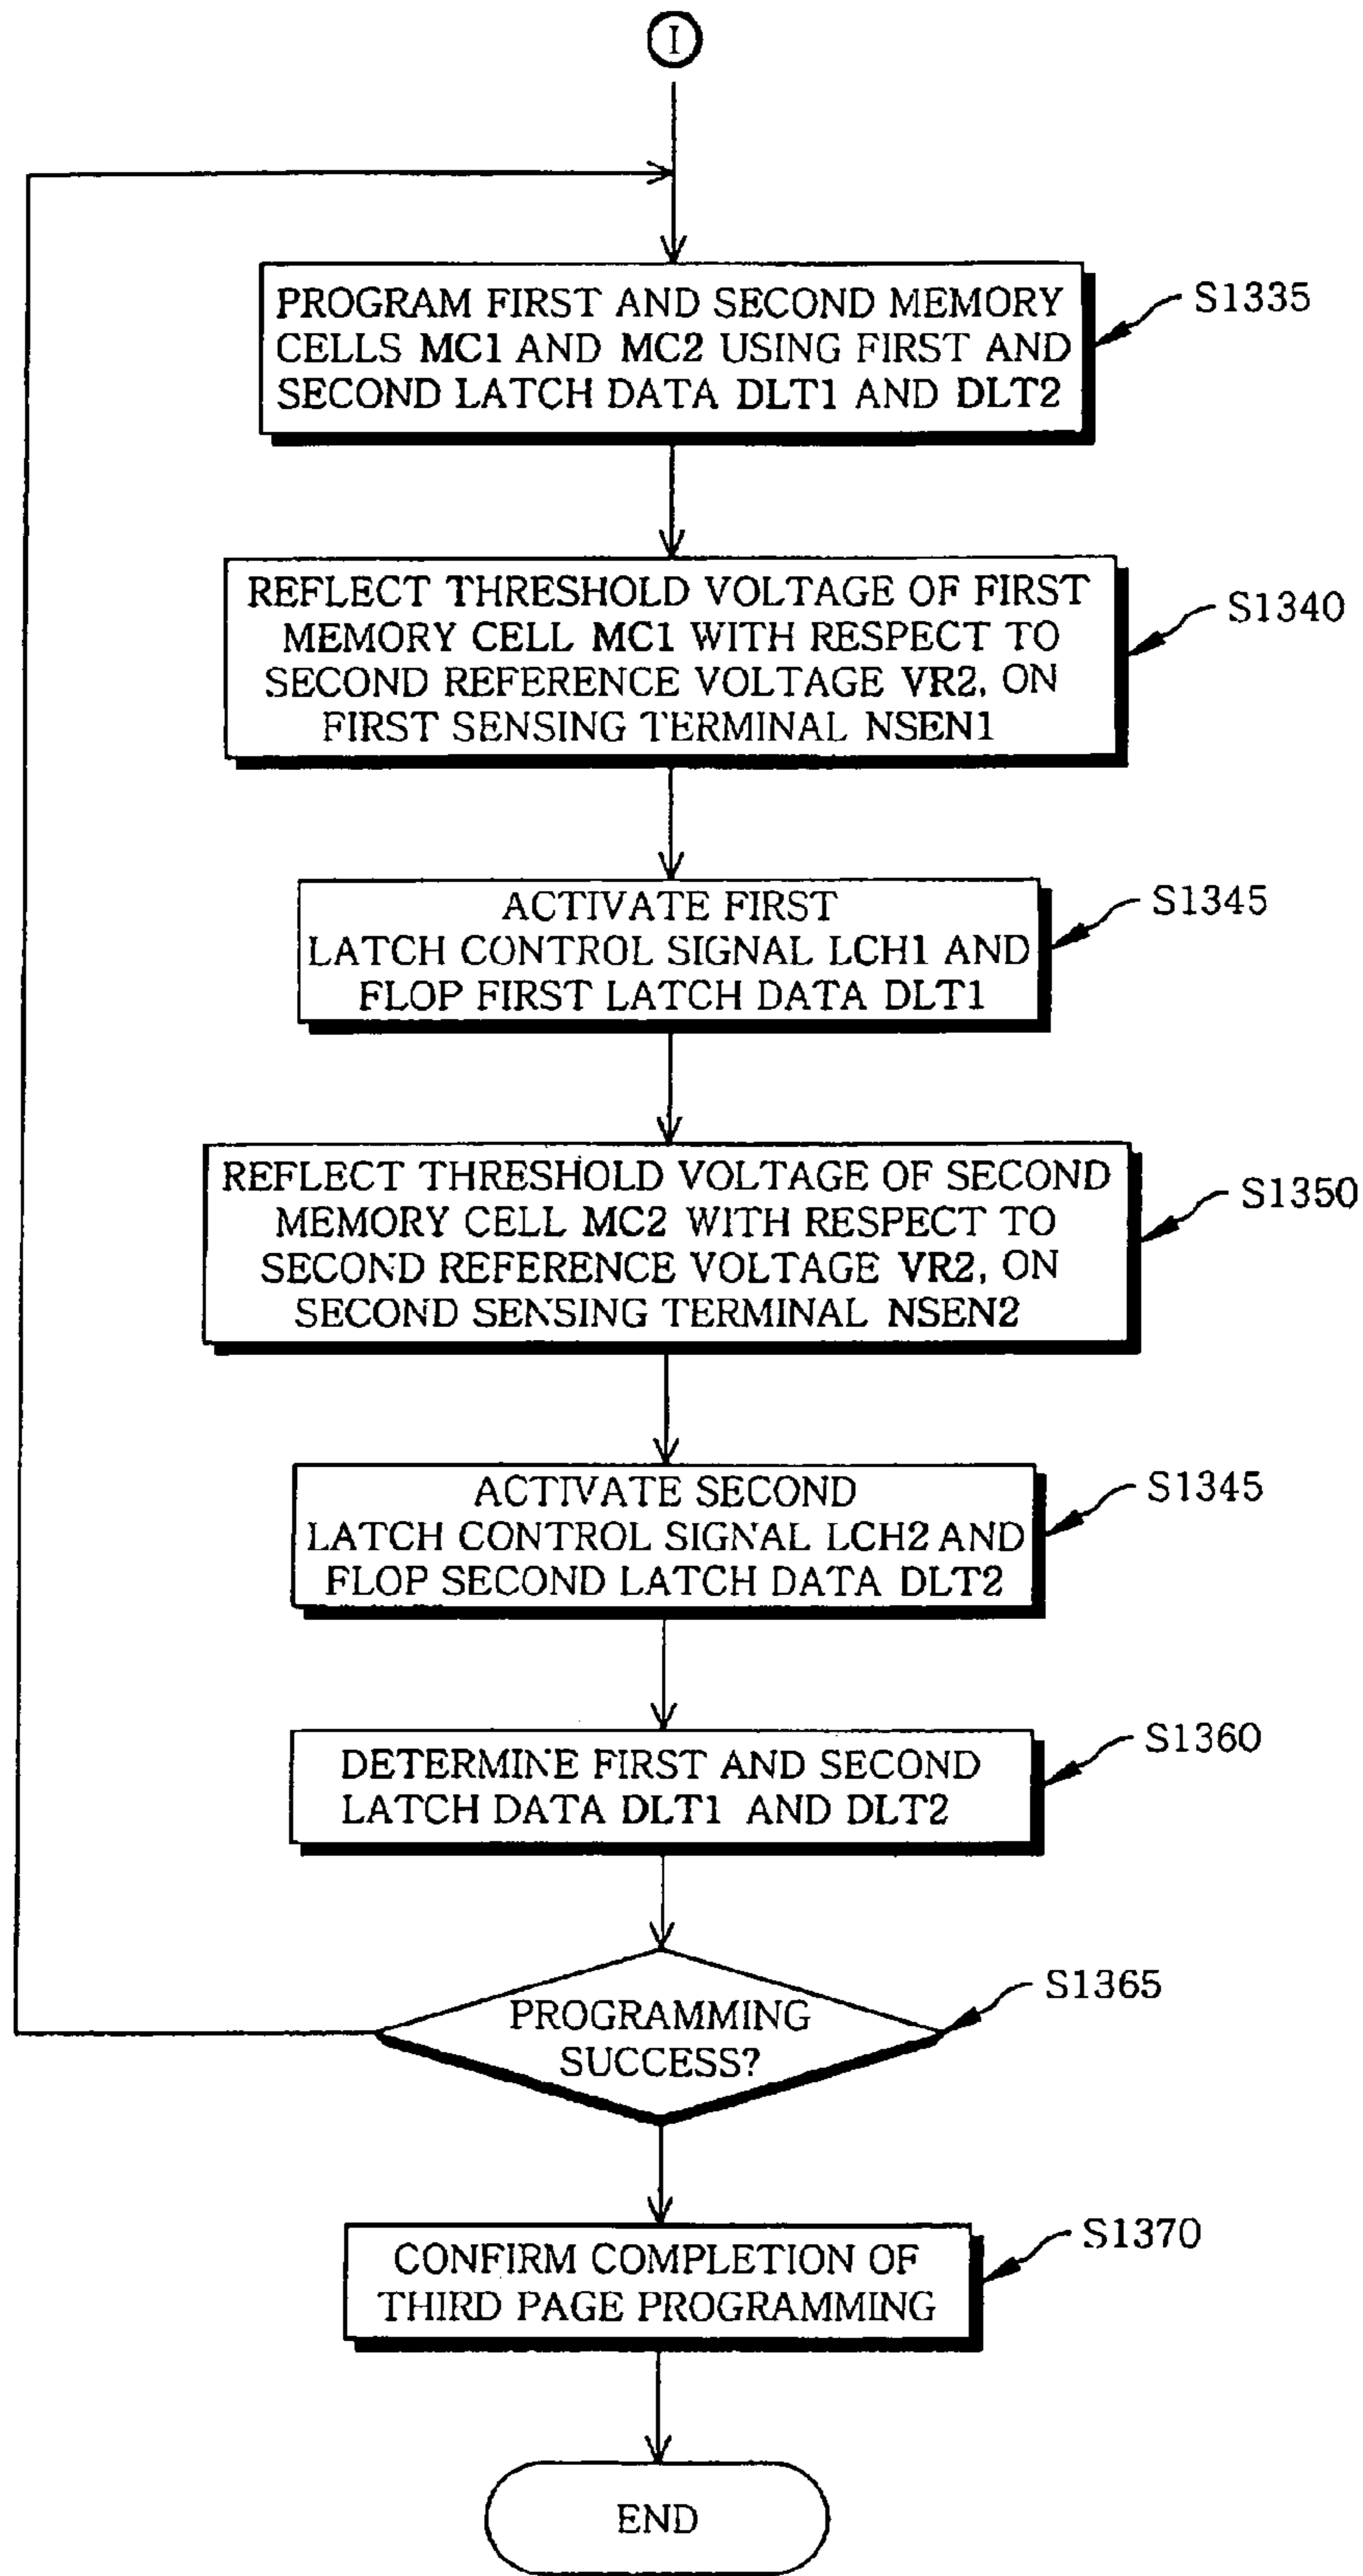 I
PROGRAM FIRST AND SECOND MEMORY
CELLS MC1 AND MC2 USING FIRST AND
SECOND LATCH DATA DLT1 AND DLT2
S1335
REFLECT THRESHOLD VOLTAGE OF FIRST
MEMORY CELL MC1 WITH RESPECT TO
SECOND REFERENCE VOLTAGE VR2, ON
FIRST SENSING TERMINAL NSEN1
S1340
ACTIVATE FIRST
LATCH CONTROL SIGNAL LCH1 AND
FLOP FIRST LATCH DATA DLT1
S1345
REFLECT THRESHOLD VOLTAGE OF SECOND
MEMORY CELL MC2 WITH RESPECT TO
SECOND REFERENCE VOLTAGE VR2, ON
SECOND SENSING TERMINAL NSEN2
S1350
ACTIVATE SECOND
LATCH CONTROL SIGNAL LCH2 AND
FLOP SECOND LATCH DATA DLT2
S1345
DETERMINE FIRST AND SECOND
LATCH DATA DLT1 AND DLT2
S1360
PROGRAMMING
SUCCESS?
S1365
CONFIRM COMPLETION OF
THIRD PAGE PROGRAMMING
S1370
END